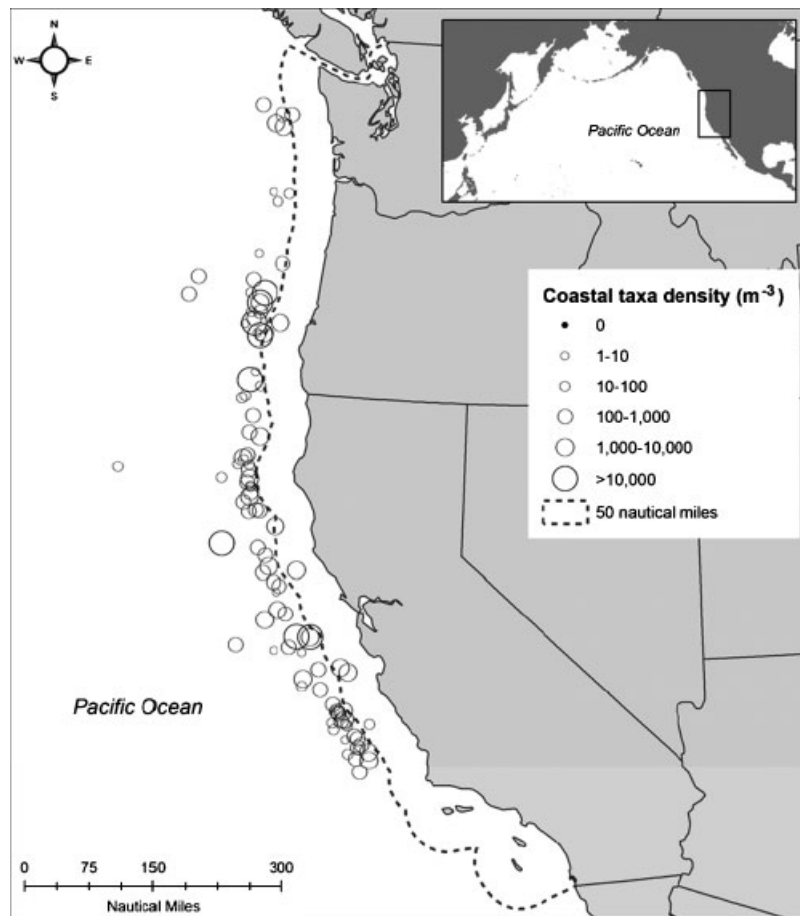 N
W E
S
Pacific Ocean
Coastal taxa density (m⁻³)
0
1-10
10-100
100-1,000
1,000-10,000
>10,000
50 nautical miles
Pacific Ocean
0 75 150 300
Nautical Miles